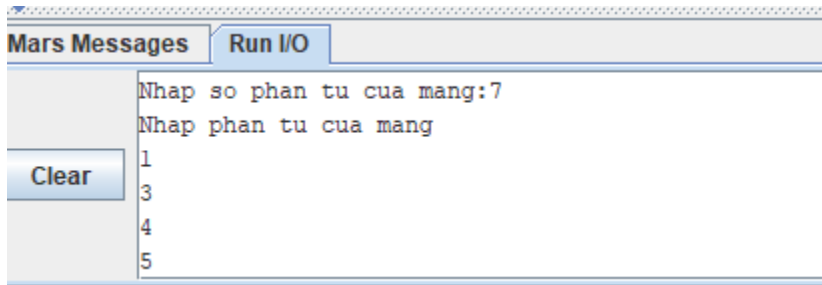 Mars Messages Run I/O
Nhap so phan tu cua mang:7
Nhap phan tu cua mang
1
Clear
3
4
5